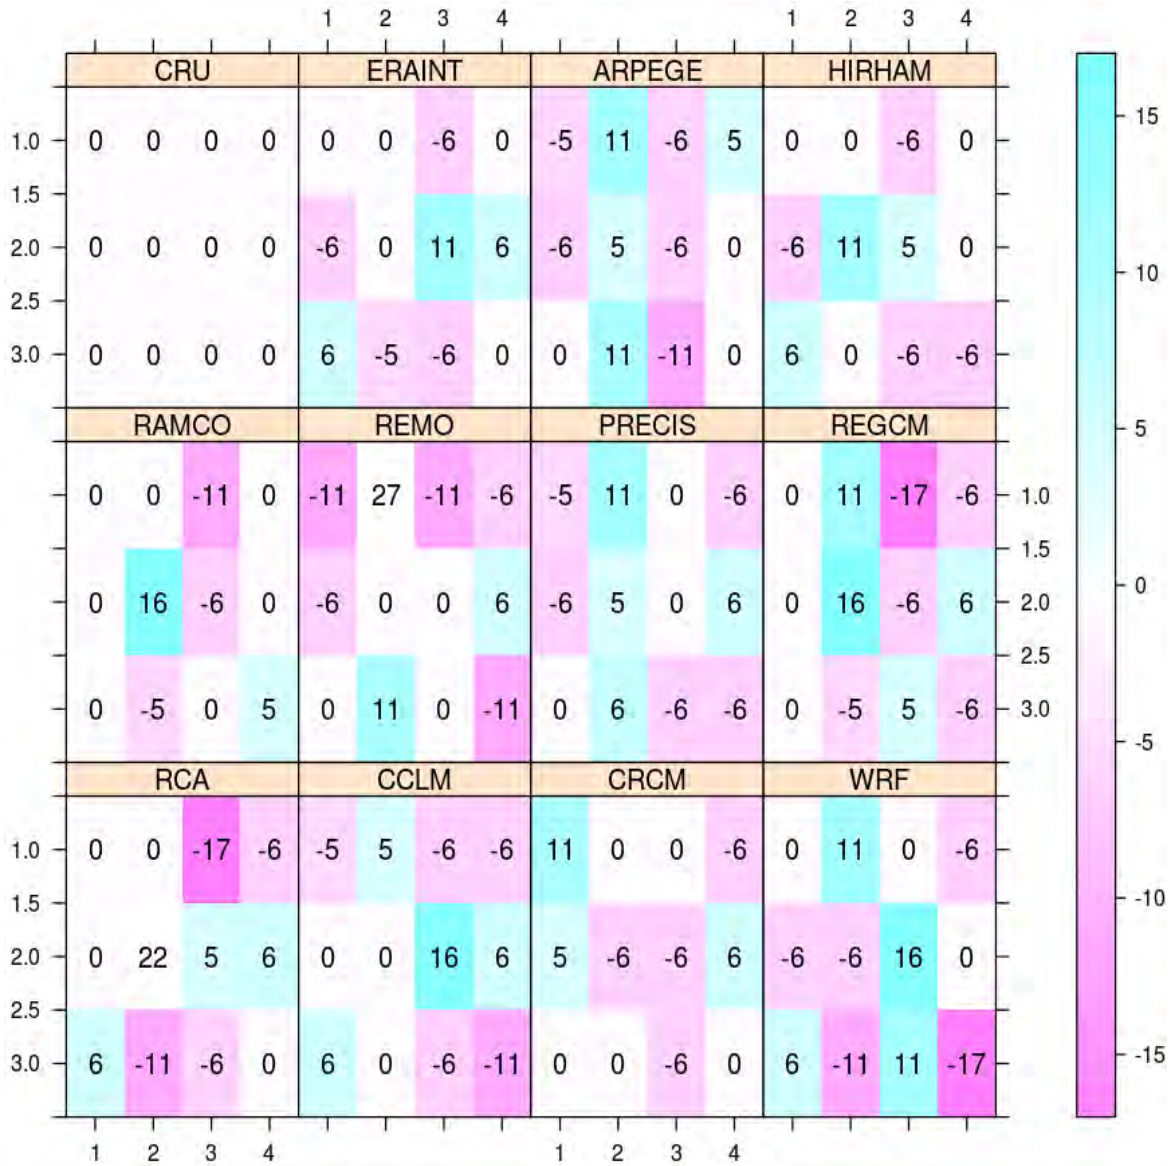 1 2 3 4
CRU ERAINT ARPEGE HIRHAM
15
1.0 0 0 0 0 0 0 -6 0 -5 11 -6 5 0 0 -6 0
1.5
10
2.0 0 0 0 0 -6 0 11 6 -6 5 -6 0 -6 11 5 0
2.5
3.0 0 0 0 0 6 -5 -6 0 0 11 -11 0 6 0 -6 -6
RAMCO REMO PRECIS REGCM
5
0 0 -11 0 -11 27 -11 -6 -5 11 0 -6 0 11 -17 -6 1.0
1.5
0
0 16 -6 0 -6 0 0 6 -6 5 0 6 0 16 -6 6 2.0
2.5
0 -5 0 5 0 11 0 -11 0 6 -6 -6 0 -5 5 -6 3.0
-5
RCA CCLM CRCM WRF
1.0 0 0 -17 -6 -5 5 -6 -6 11 0 0 -6 0 11 0 -6
-10
1.5
2.0 0 22 5 6 0 0 16 6 5 -6 -6 6 -6 -6 16 0
2.5
-15
3.0 6 -11 -6 0 6 0 -6 -11 0 0 -6 0 6 -11 11 -17
1 2 3 4 1 2 3 4